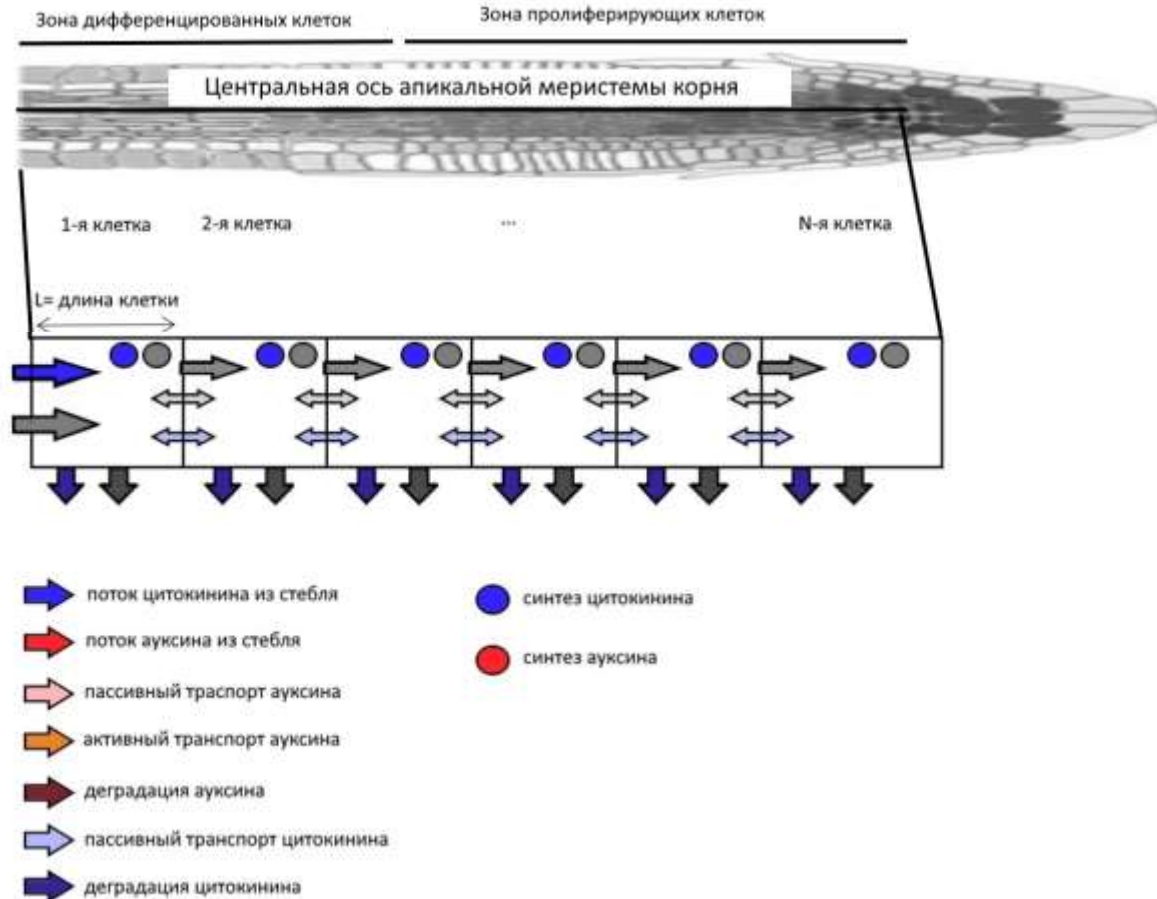 Зона дифференцированных клеток
Зона пролиферирующих клеток
Центральная ось апикальной меристемы корня
1-я клетка
2-я клетка
...
N-я клетка
L= длина клетки
поток цитокинина из стебля
поток ауксина из стебля
пассивный траспорт ауксина
активный транспорт ауксина
деградация ауксина
пассивный транспорт цитокинина
деградация цитокинина
синтез цитокинина
синтез ауксина